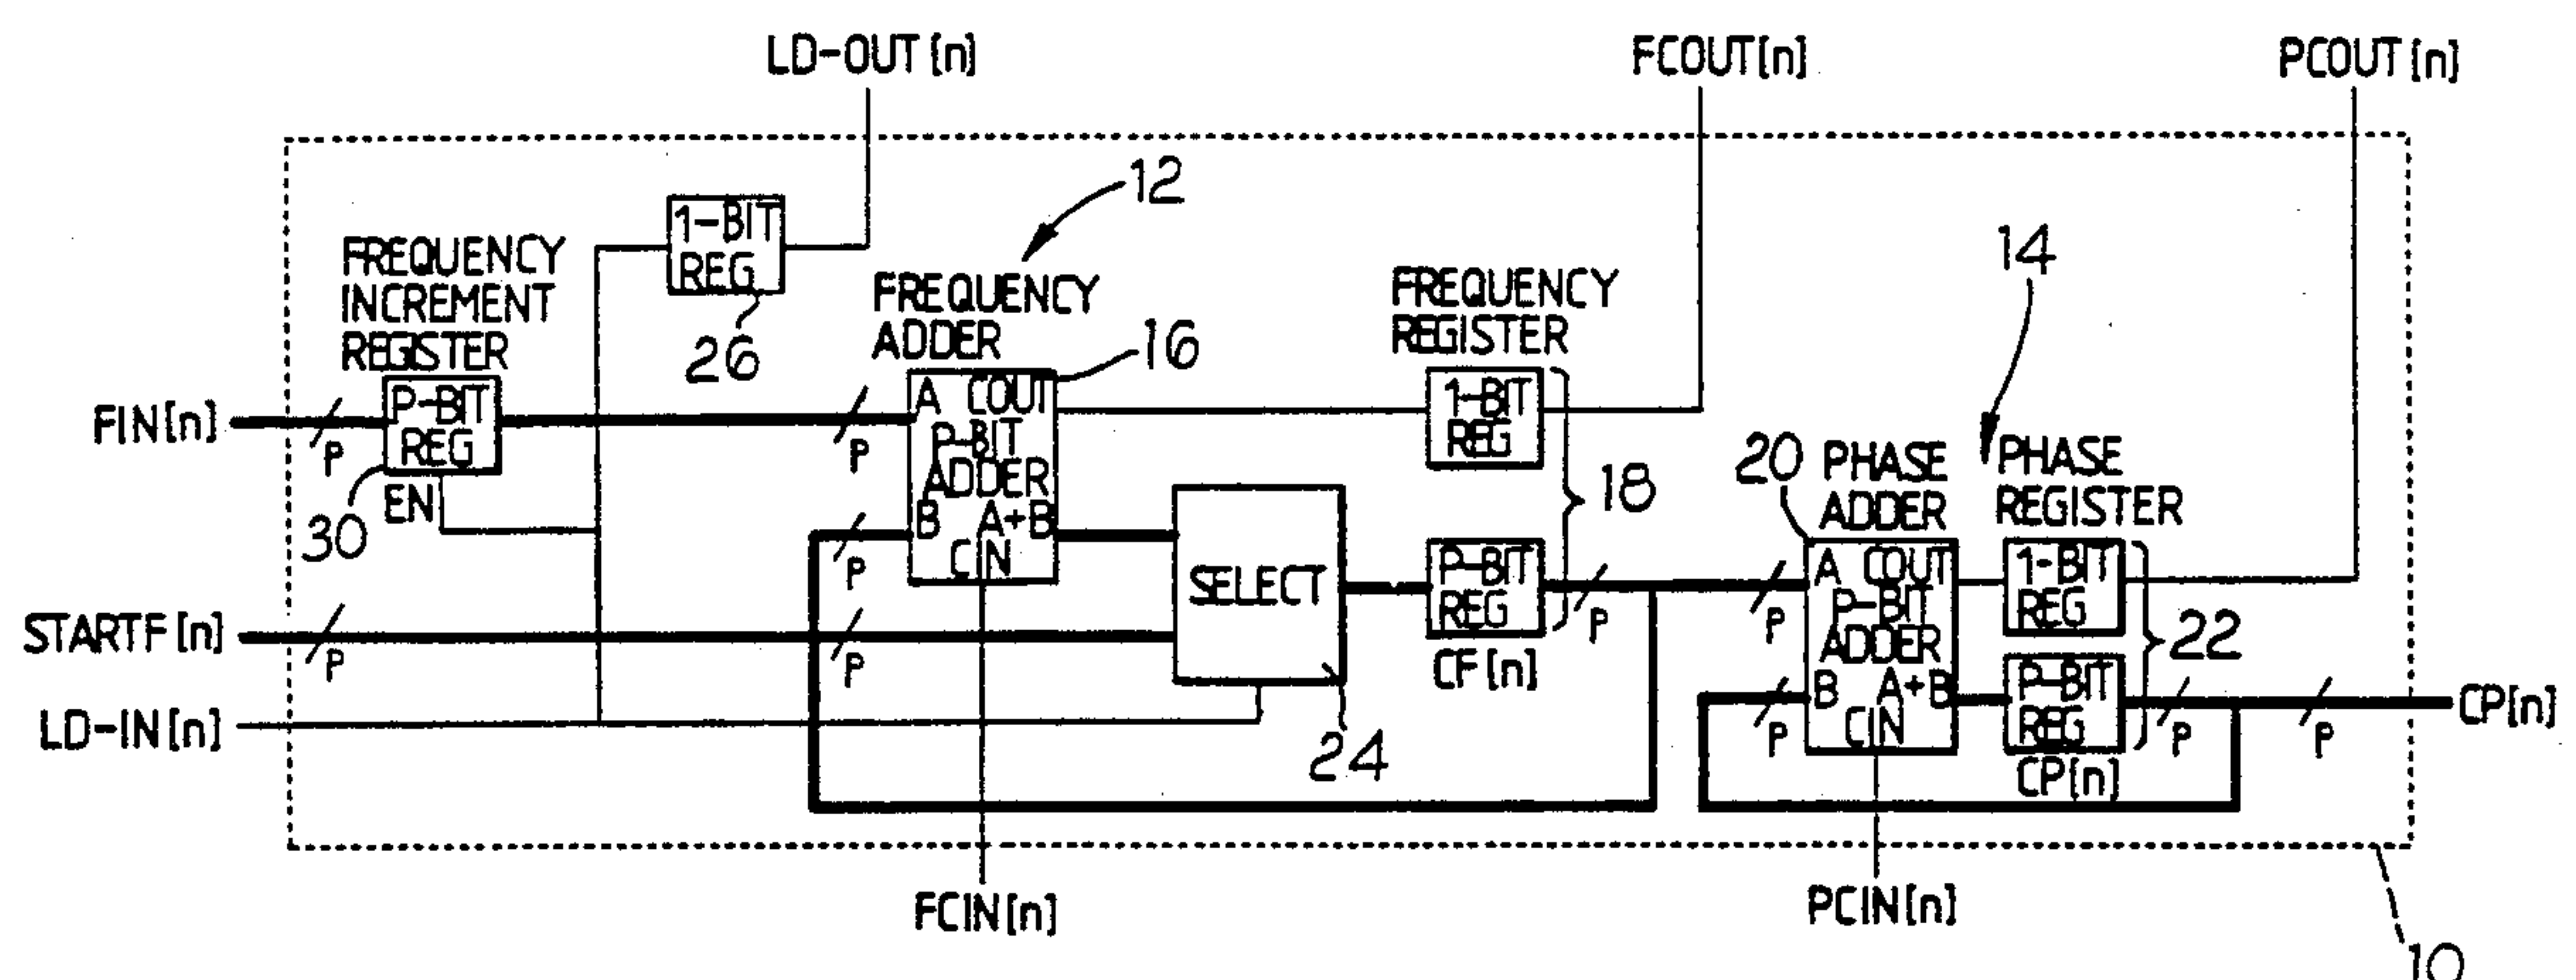 LD-OUT[n]
FCOUT[n]
PCOUT[n]
12
1-BIT
REG
26
FREQUENCY
INCREMENT
REGISTER
FREQUENCY
ADDER
16
FREQUENCY
REGISTER
14
FIN[n]
P
P-BIT
REG
EN
30
P
A COUT
P-BIT
ADDER
B A+B
CIN
P
1-BIT
REG
18
20
PHASE
ADDER
PHASE
REGISTER
STARTF[n]
P
P
SELECT
24
P-BIT
REG
CF[n]
P
P
A COUT
P-BIT
ADDER
B A+B
CIN
P
1-BIT
REG
22
P-BIT
REG
CP[n]
P
P
CP[n]
LD-IN[n]
FCIN[n]
PCIN[n]
10